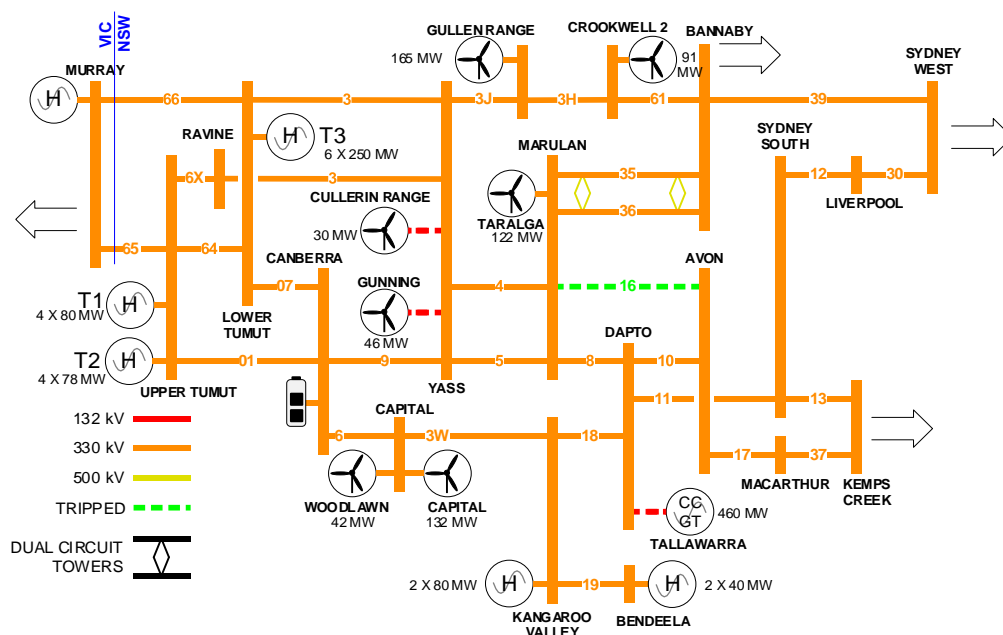 GULLEN RANGE
CROOKWELL 2
BANNABY
SYDNEY
WEST
VIC
NSW
MURRAY
H
165 MW
91
MW
66
3
3J
3H
61
39
RAVINE
H
T3
6 X 250 MW
MARULAN
SYDNEY
SOUTH
6X
3
35
12
30
CULLERIN RANGE
LIVERPOOL
TARALGA
122 MW
36
30 MW
65
64
CANBERRA
AVON
GUNNING
07
4
16
T1
4 X 80 MW
H
LOWER
TUMUT
46 MW
DAPTO
T2
4 X 78 MW
H
01
9
5
8
10
UPPER TUMUT
YASS
11
13
132 kV
CAPITAL
330 kV
6
3W
18
17
37
500 kV
WOODLAWN
42 MW
CAPITAL
132 MW
MACARTHUR
KEMPS
CREEK
TRIPPED
CC
GT
460 MW
TALLAWARRA
DUAL CIRCUIT
TOWERS
2 X 80 MW
H
19
H
2 X 40 MW
KANGAROO
VALLEY
BENDEELA